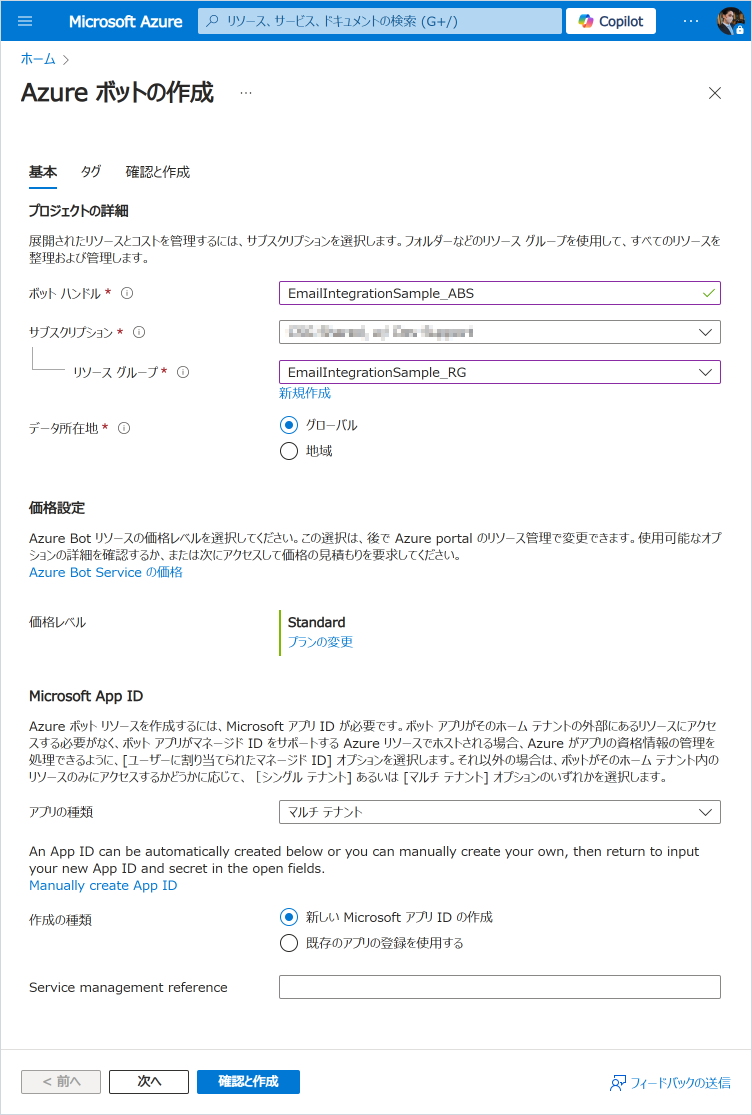 Microsoft Azure
リソース、サービス、ドキュメントの検索 (G+/)
Copilot
ホーム
Azure ボットの作成
基本 タグ 確認と作成
プロジェクトの詳細
展開されたリソースとコストを管理するには、サブスクリプションを選択します。フォルダーなどのリソース グループを使用して、すべてのリソースを
整理および管理します。
ボット ハンドル *
EmailIntegrationSample_ABS
サブスクリプション *
リソース グループ *
EmailIntegrationSample_RG
新規作成
データ所在地 *
グローバル
地域
価格設定
Azure Bot リソースの価格レベルを選択してください。この選択は、後で Azure portal のリソース管理で変更できます。使用可能なオプ
ションの詳細を確認するか、または次にアクセスして価格の見積もりを要求してください。
Azure Bot Service の価格
価格レベル
Standard
プランの変更
Microsoft App ID
Azure ボット リソースを作成するには、Microsoft アプリ ID が必要です。ボット アプリがそのホーム テナントの外部にあるリソースにアクセ
スする必要がなく、ボット アプリがマネージド ID をサポートする Azure リソースでホストされる場合、Azure がアプリの資格情報の管理を
処理できるように、[ユーザーに割り当てられたマネージド ID] オプションを選択します。それ以外の場合は、ボットがそのホーム テナント内の
リソースのみにアクセスするかどうかに応じて、 [シングル テナント] あるいは [マルチ テナント] オプションのいずれかを選択します。
アプリの種類
マルチ テナント
An App ID can be automatically created below or you can manually create your own, then return to input
your new App ID and secret in the open fields.
Manually create App ID
作成の種類
新しい Microsoft アプリ ID の作成
既存のアプリの登録を使用する
Service management reference
< 前へ
次へ
確認と作成
フィードバックの送信